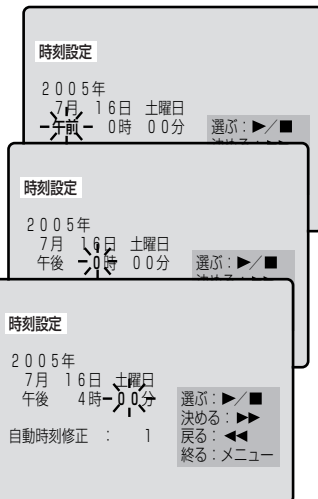 時刻設定
2005年
7月 16日 土曜日
午前 0時 00分 選ぶ:▶/■
時刻設定
2005年
7月 16日 土曜日
午後 0時 00分 選ぶ:▶/■
時刻設定
2005年
7月 16日 土曜日
午後 4時 00分 選ぶ:▶/■
決める:▶▶
自動時刻修正 : 1 戻る:◀◀
終る:メニュー